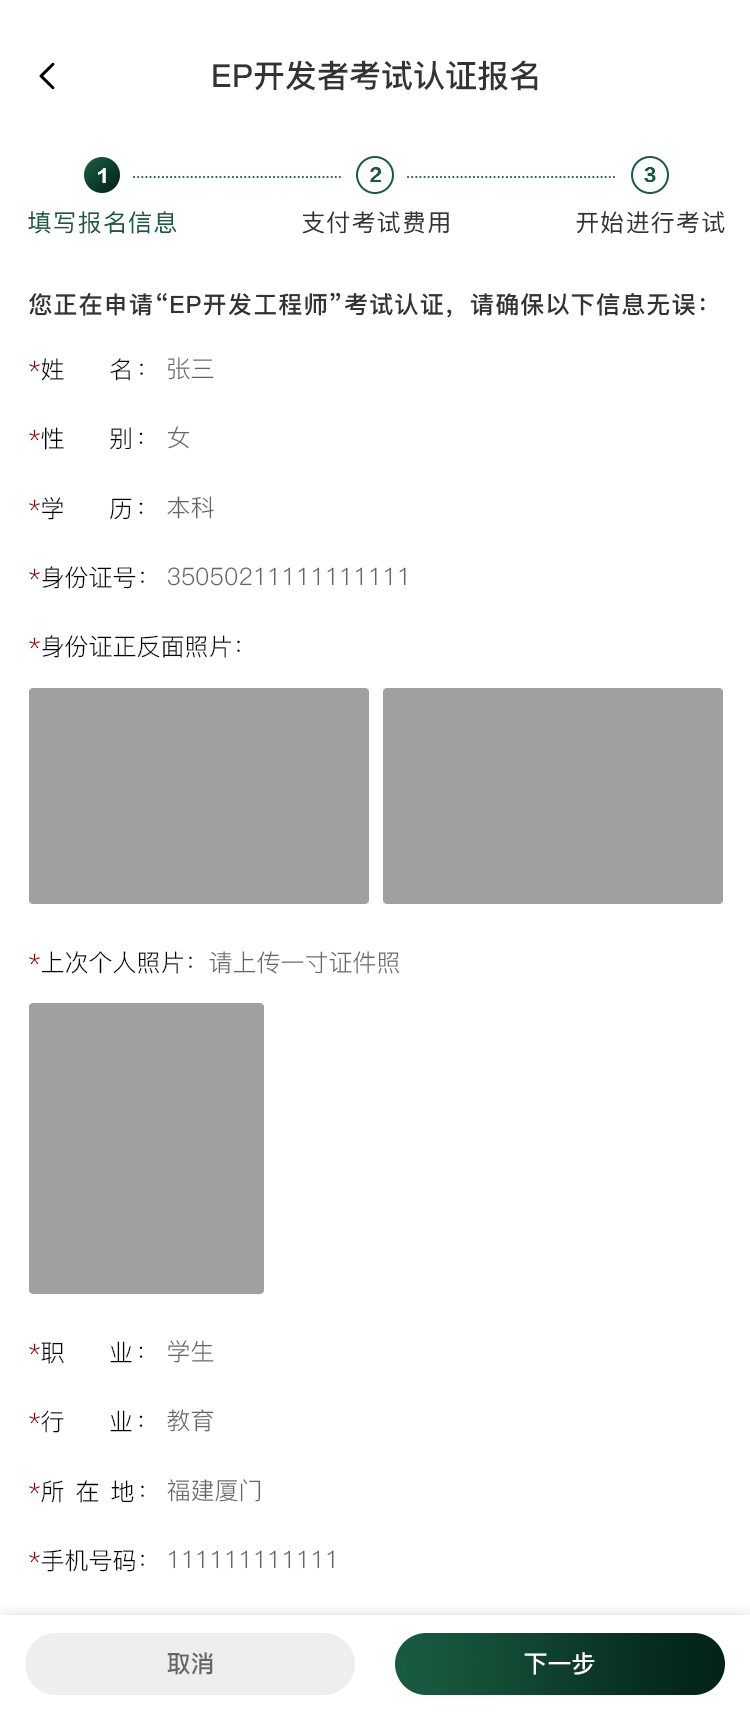 EP开发者考试认证报名
1 2 3
填写报名信息 支付考试费用 开始进行考试
您正在申请“EP开发工程师”考试认证，请确保以下信息无误：
*姓 名： 张三
*性 别： 女
*学 历： 本科
*身份证号： 35050211111111111
*身份证正反面照片：
*上次个人照片： 请上传一寸证件照
*职 业： 学生
*行 业： 教育
*所 在 地： 福建厦门
*手机号码： 111111111111
取消 下一步